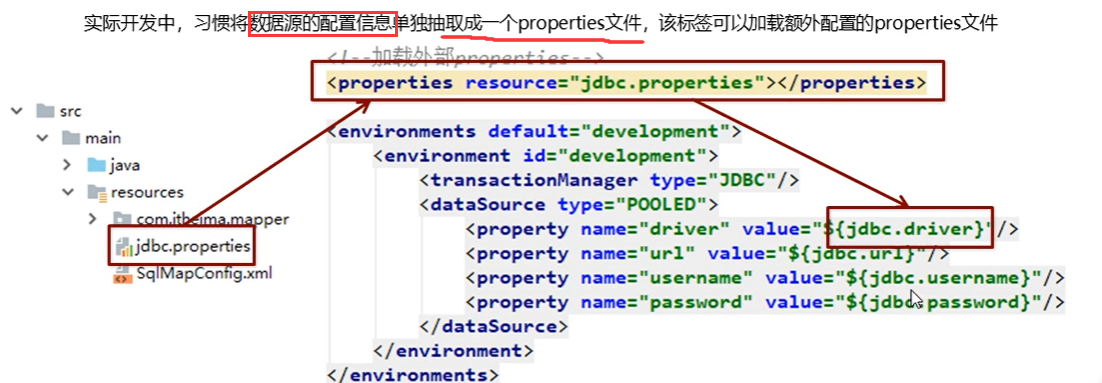 实际开发中，习惯将数据源的配置信息单独抽取成一个properties文件，该标签可以加载额外配置的properties文件
<!--加载外部properties-->
<properties resource="jdbc.properties"></properties>
src
main
java
resources
com.itheima.mapper
jdbc.properties
SqlMapConfig.xml
<environments default="development">
<environment id="development">
<transactionManager type="JDBC"/>
<dataSource type="POOLED">
<property name="driver" value="${jdbc.driver}"/>
<property name="url" value="${jdbc.url}"/>
<property name="username" value="${jdbc.username}"/>
<property name="password" value="${jdbc.password}"/>
</dataSource>
</environment>
</environments>